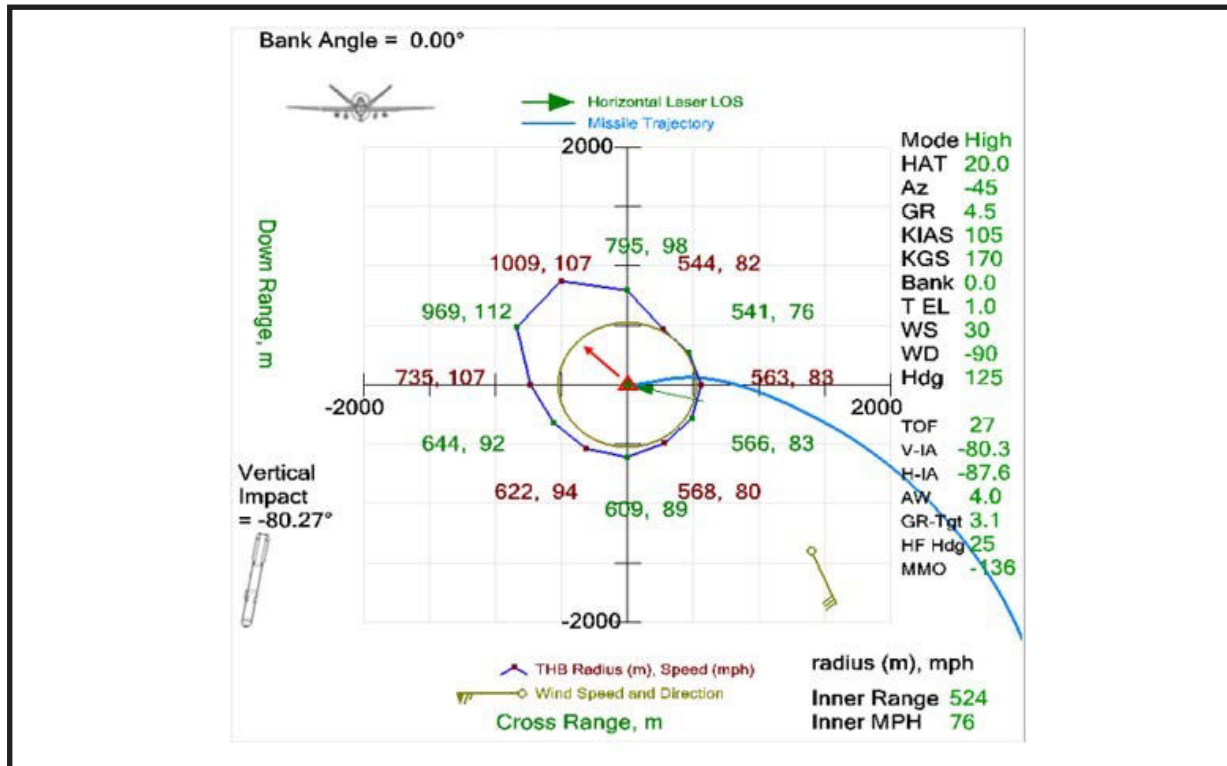 Bank Angle = 0.00°
Horizontal Laser LOS
Missile Trajectory
2000
Mode High
HAT 20.0
Az -45
GR 4.5
KIAS 105
KGS 170
Bank 0.0
T EL 1.0
WS 30
WD -90
Hdg 125
TOF 27
V-IA -80.3
H-IA -87.6
AW 4.0
GR-Tgt 3.1
HF Hdg 25
MMO -136
Down Range, m
795, 98
1009, 107
544, 82
969, 112
541, 76
735, 107
563, 83
-2000
2000
644, 92
566, 83
622, 94
568, 80
609, 89
Vertical
Impact
= -80.27°
-2000
THB Radius (m), Speed (mph)
Wind Speed and Direction
Cross Range, m
radius (m), mph
Inner Range 524
Inner MPH 76